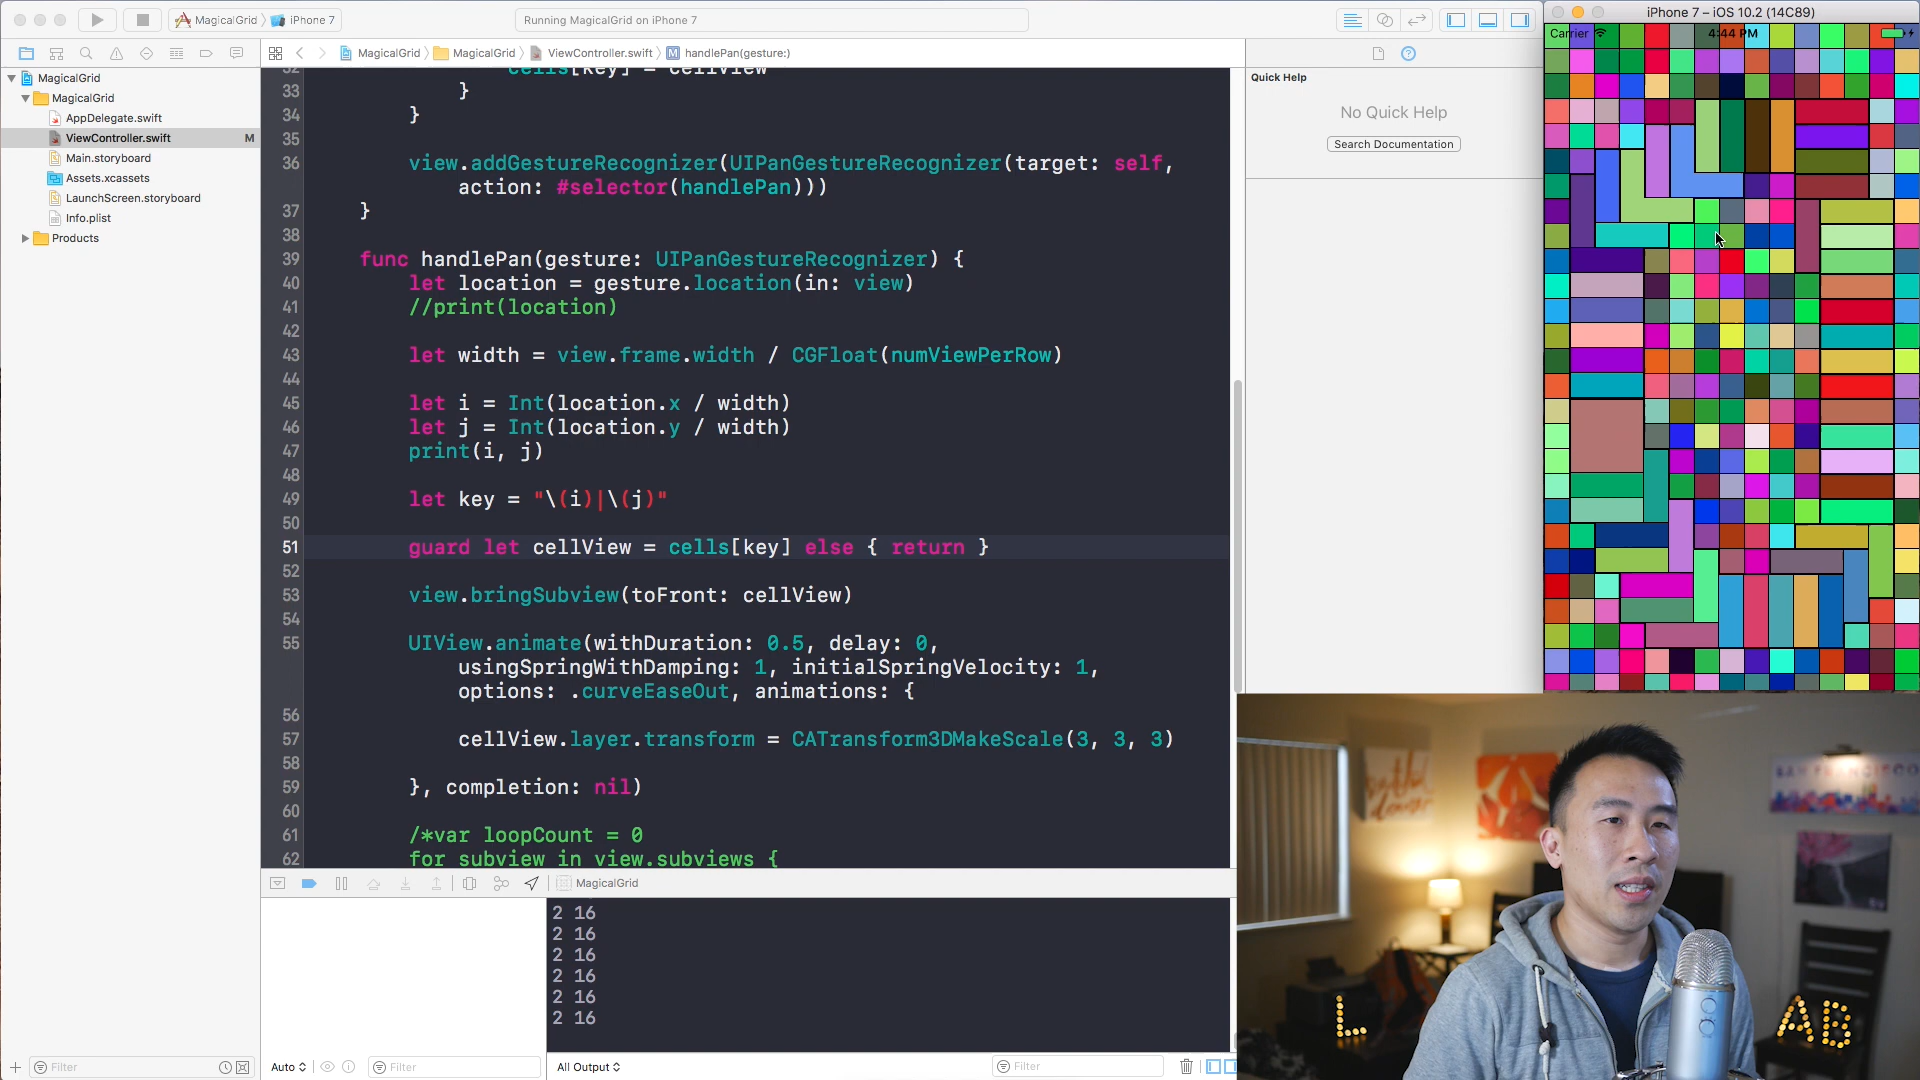 MagicalGrid
iPhone 7
Running MagicalGrid on iPhone 7
iPhone 7 – iOS 10.2 (14C89)
Carrier
4:44 PM
MagicalGrid
MagicalGrid
ViewController.swift
handlePan(gesture:)
MagicalGrid
MagicalGrid
AppDelegate.swift
ViewController.swift
M
Main.storyboard
Assets.xcassets
LaunchScreen.storyboard
Info.plist
Products
Quick Help
No Quick Help
Search Documentation
32 cells[key] = cellView
33 }
34 }
35
36 view.addGestureRecognizer(UIPanGestureRecognizer(target: self,
action: #selector(handlePan)))
37 }
38
39 func handlePan(gesture: UIPanGestureRecognizer) {
40 let location = gesture.location(in: view)
41 //print(location)
42
43 let width = view.frame.width / CGFloat(numViewPerRow)
44
45 let i = Int(location.x / width)
46 let j = Int(location.y / width)
47 print(i, j)
48
49 let key = "\(i)|\(j)"
50
51 guard let cellView = cells[key] else { return }
52
53 view.bringSubview(toFront: cellView)
54
55 UIView.animate(withDuration: 0.5, delay: 0,
usingSpringWithDamping: 1, initialSpringVelocity: 1,
options: .curveEaseOut, animations: {
56
57 cellView.layer.transform = CATransform3DMakeScale(3, 3, 3)
58
59 }, completion: nil)
60
61 /*var loopCount = 0
62 for subview in view.subviews {
MagicalGrid
2 16
2 16
2 16
2 16
2 16
2 16
Filter
Auto
Filter
All Output
Filter
SAN FRANCISCO
L
AB